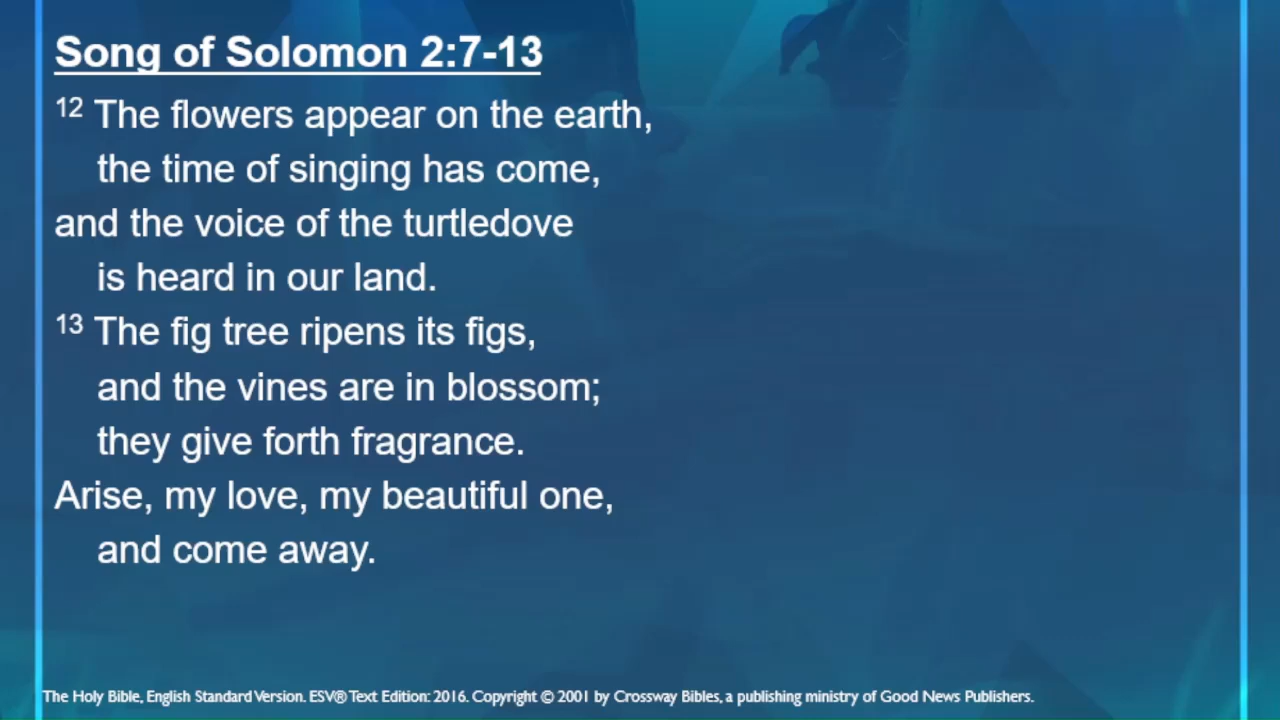 Song of Solomon 2:7-13
12 The flowers appear on the earth,
the time of singing has come,
and the voice of the turtledove
is heard in our land.
13 The fig tree ripens its figs,
and the vines are in blossom;
they give forth fragrance.
Arise, my love, my beautiful one,
and come away.
The Holy Bible, English Standard Version. ESV® Text Edition: 2016. Copyright © 2001 by Crossway Bibles, a publishing ministry of Good News Publishers.